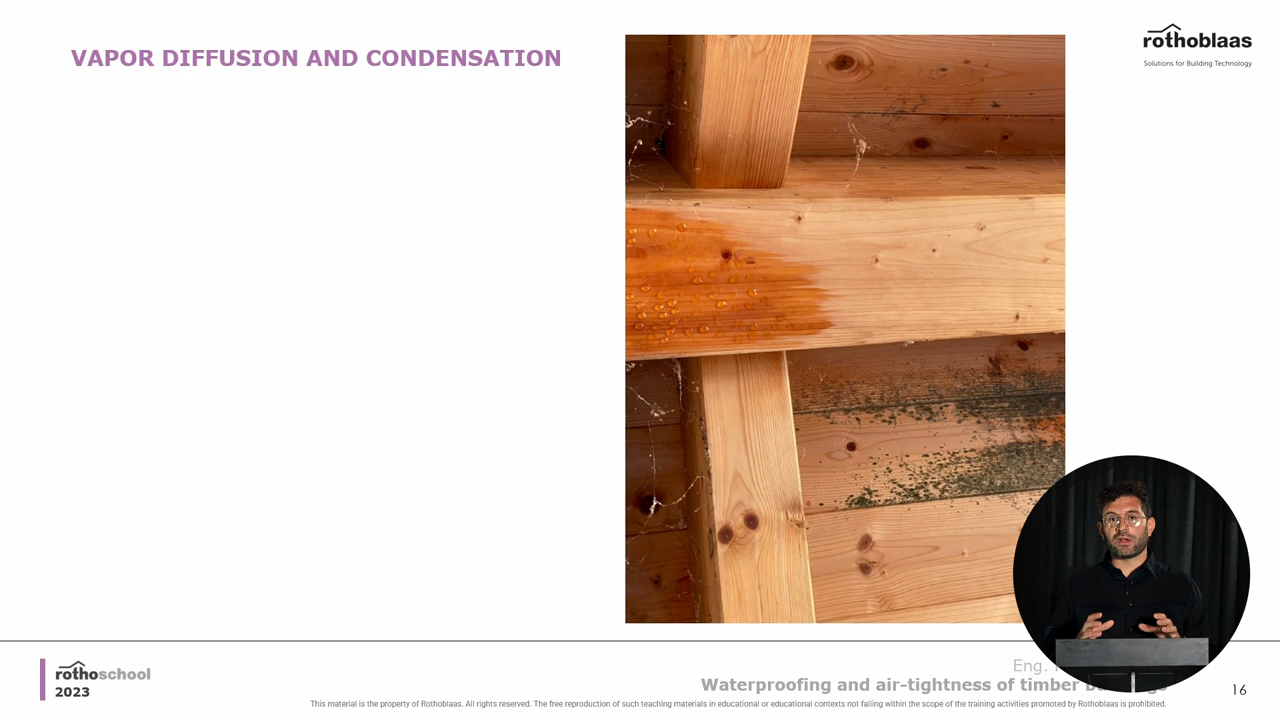 VAPOR DIFFUSION AND CONDENSATION
rothoblaas
Solutions for Building Technology
rothoschool
2023
Eng.
Waterproofing and air-tightness of timber
This material is the property of Rothoblaas. All rights reserved. The free reproduction of such teaching materials in educational or educational contexts not falling within the scope of the training activities promoted by Rothoblaas is prohibited.
16